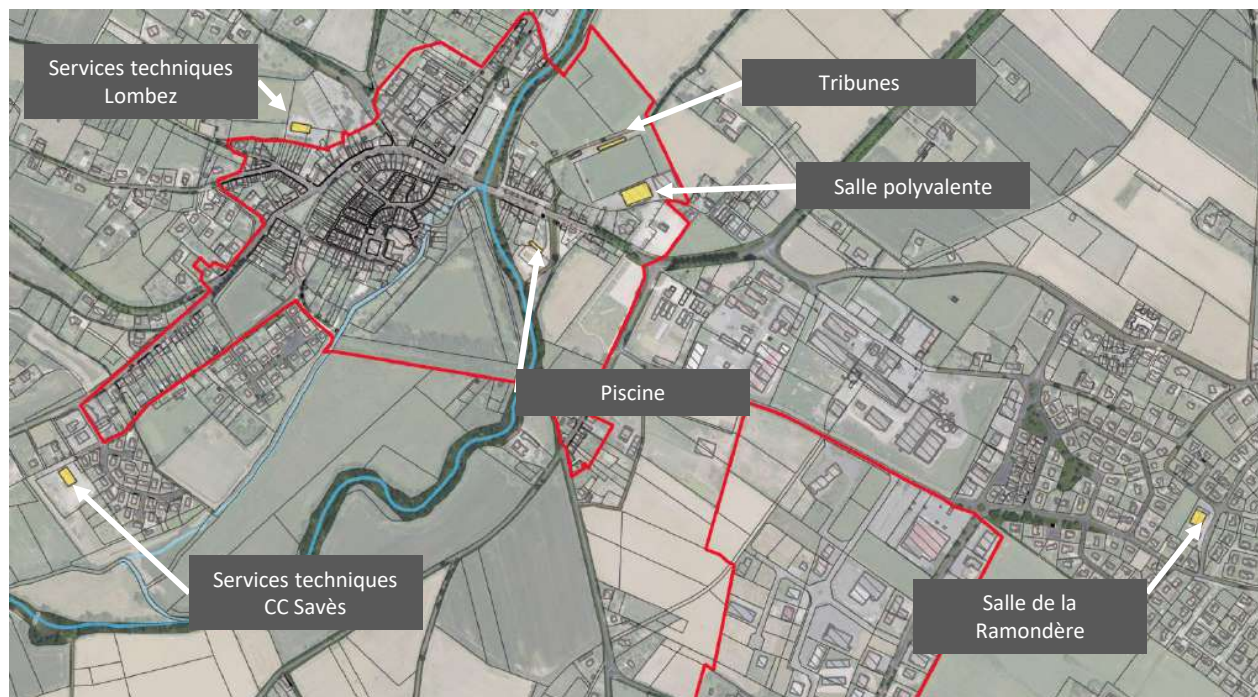 Services techniques
Lombez
Tribunes
Salle polyvalente
Piscine
Services techniques
CC Savès
Salle de la
Ramondère